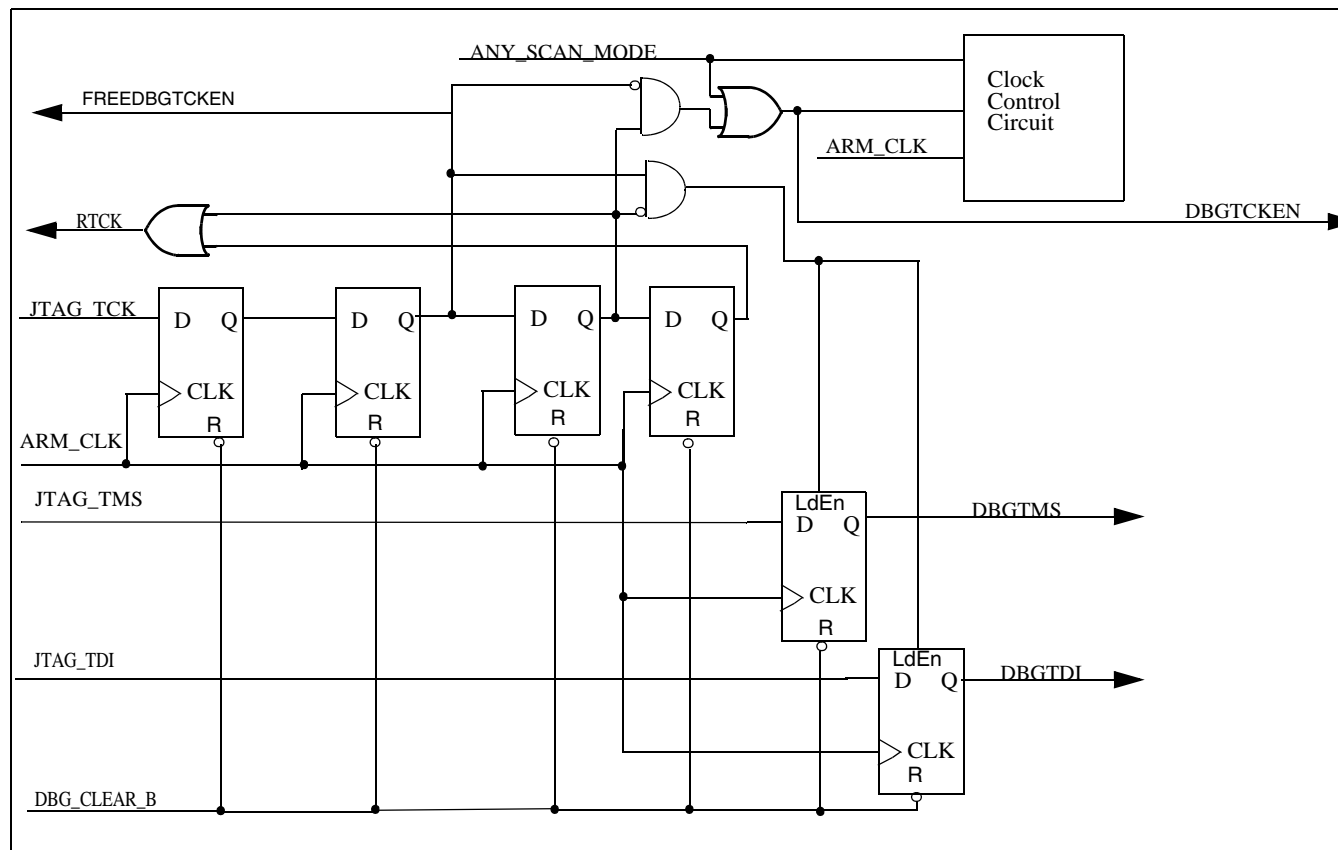 ANY_SCAN_MODE
Clock
Control
Circuit
FREEDBGTCKEN
ARM_CLK
RTCK
DBGTCKEN
JTAG_TCK
D Q
D Q
D Q
D Q
CLK
CLK
CLK
CLK
R
R
R
R
ARM_CLK
JTAG_TMS
LdEn
D Q
DBGTMS
CLK
R
JTAG_TDI
LdEn
D Q
DBGTDI
CLK
R
DBG_CLEAR_B